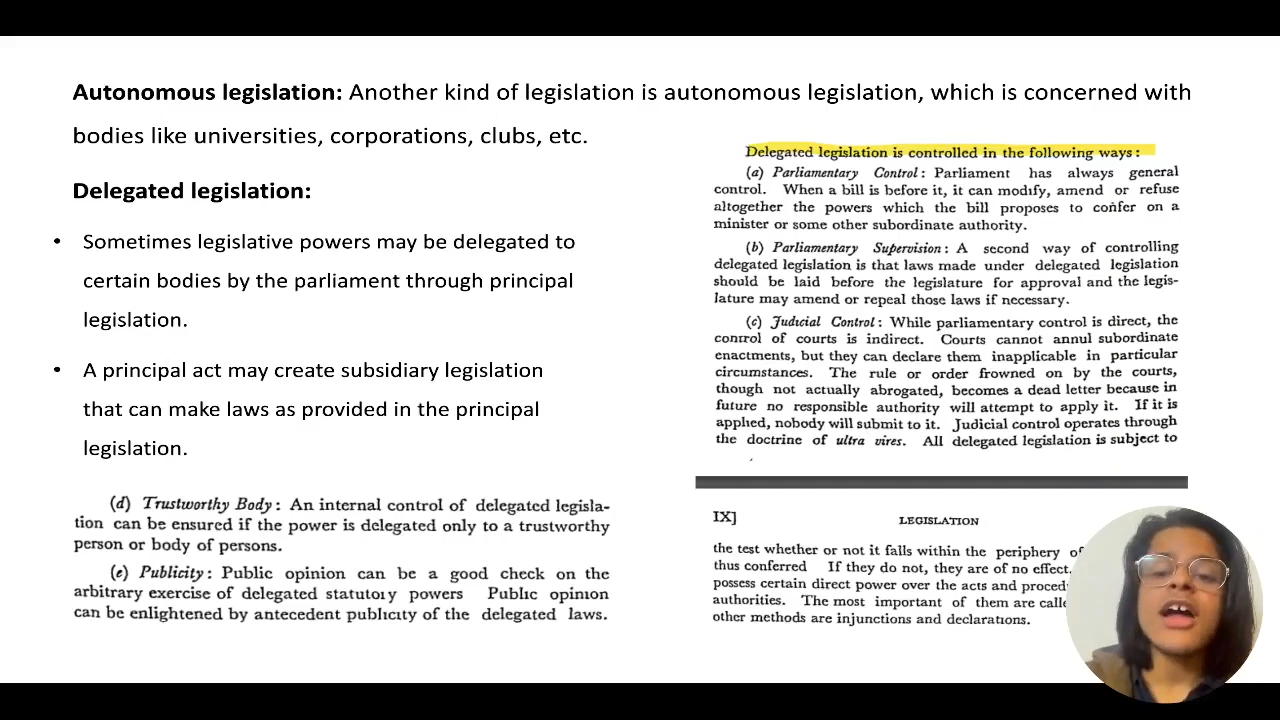 Autonomous legislation: Another kind of legislation is autonomous legislation, which is concerned with
bodies like universities, corporations, clubs, etc.
Delegated legislation:
• Sometimes legislative powers may be delegated to
certain bodies by the parliament through principal
legislation.
• A principal act may create subsidiary legislation
that can make laws as provided in the principal
legislation.
(d) Trustworthy Body : An internal control of delegated legisla-
tion can be ensured if the power is delegated only to a trustworthy
person or body of persons.
(e) Publicity : Public opinion can be a good check on the
arbitrary exercise of delegated statutory powers Public opinion
can be enlightened by antecedent publicity of the delegated laws.
Delegated legislation is controlled in the following ways :
(a) Parliamentary Control : Parliament has always general
control. When a bill is before it, it can modify, amend or refuse
altogether the powers which the bill proposes to confer on a
minister or some other subordinate authority.
(b) Parliamentary Supervision : A second way of controlling
delegated legislation is that laws made under delegated legislation
should be laid before the legislature for approval and the legis-
lature may amend or repeal those laws if necessary.
(c) Judicial Control : While parliamentary control is direct, the
control of courts is indirect. Courts cannot annul subordinate
enactments, but they can declare them inapplicable in particular
circumstances. The rule or order frowned on by the courts,
though not actually abrogated, becomes a dead letter because in
future no responsible authority will attempt to apply it. If it is
applied, nobody will submit to it. Judicial control operates through
the doctrine of ultra vires. All delegated legislation is subject to
IX] LEGISLATION
the test whether or not it falls within the periphery of
thus conferred If they do not, they are of no effect.
possess certain direct power over the acts and
authorities. The most important of them are
other methods are injunctions and declarations.